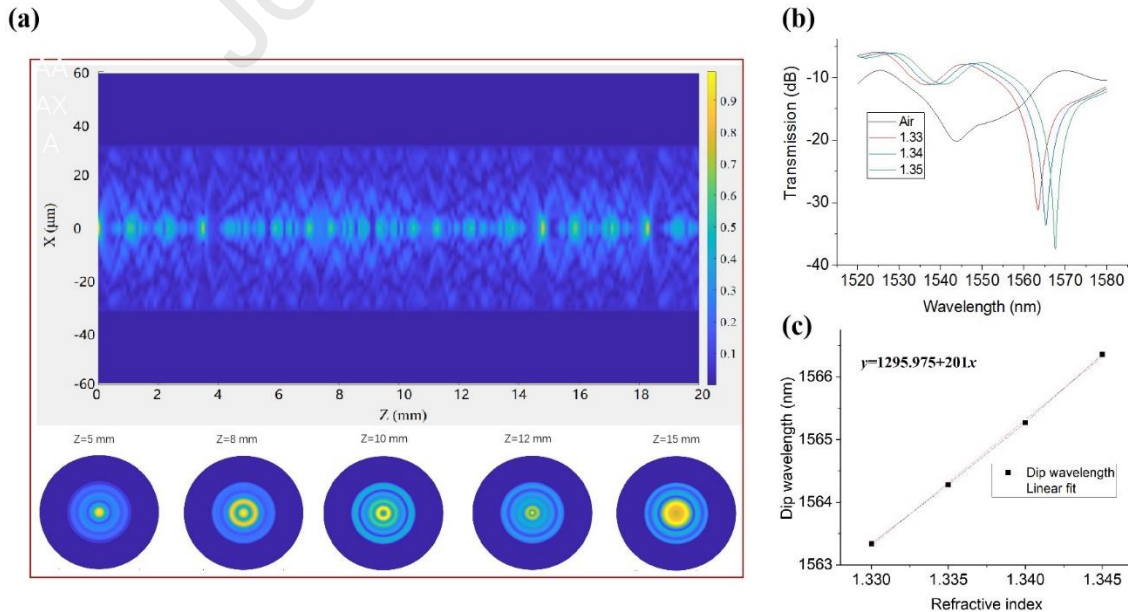 (a)
Jo
AA
AX
A
60
40
20
0
-20
-40
-60
X (μm)
0 2 4 6 8 10 12 14 16 18 20
Z (mm)
0.9
0.8
0.7
0.6
0.5
0.4
0.3
0.2
0.1
Z=5 mm Z=8 mm Z=10 mm Z=12 mm Z=15 mm
(b)
Transmission (dB)
-10
-20
-30
-40
Air
1.33
1.34
1.35
1520 1530 1540 1550 1560 1570 1580
Wavelength (nm)
(c)
y=1295.975+201x
Dip wavelength (nm)
1566
1565
1564
1563
Dip wavelength
Linear fit
1.330 1.335 1.340 1.345
Refractive index